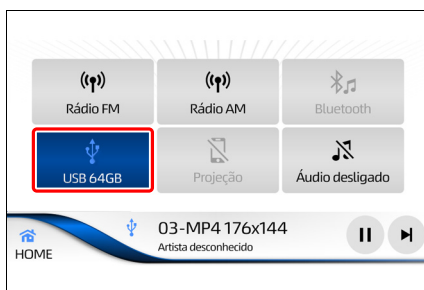 Rádio FM
Rádio AM
Bluetooth
USB 64GB
Projeção
Áudio desligado
HOME
03-MP4 176x144
Artista desconhecido